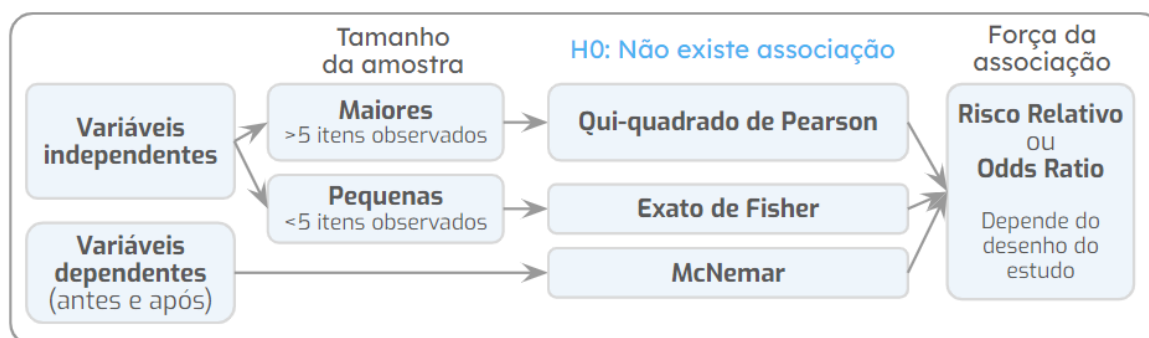 Tamanho
da amostra
H0: Não existe associação
Força da
associação
Variáveis
independentes
Maiores
>5 itens observados
Qui-quadrado de Pearson
Pequenas
<5 itens observados
Exato de Fisher
Variáveis
dependentes
(antes e após)
McNemar
Risco Relativo
ou
Odds Ratio
Depende do
desenho do
estudo